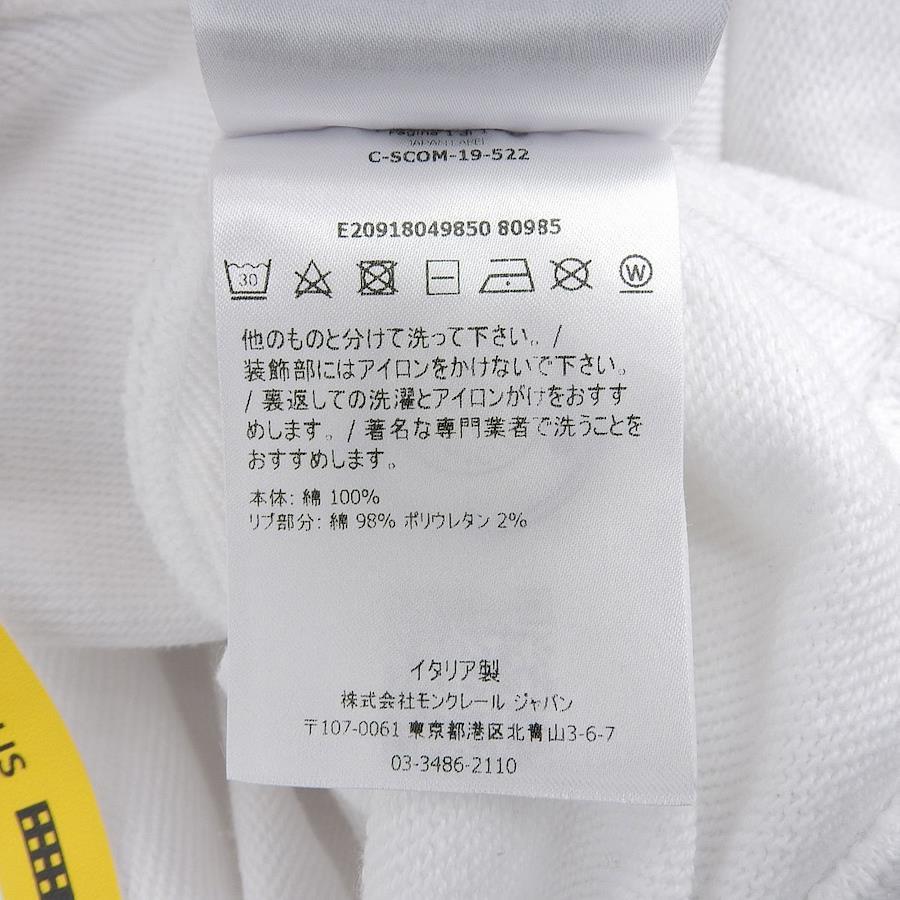 Pagina 1 di 1
JAPAN LABEL
C-SCOM-19-522
E20918049850 80985
30
W
他のものと分けて洗って下さい。/
装飾部にはアイロンをかけないで下さい。
/ 裏返しての洗濯とアイロンがけをおすす
めします。/ 著名な専門業者で洗うことを
おすすめします。
本体: 綿 100%
リブ部分: 綿 98% ポリウレタン 2%
イタリア製
株式会社モンクレール ジャパン
〒107-0061 東京都港区北青山3-6-7
03-3486-2110